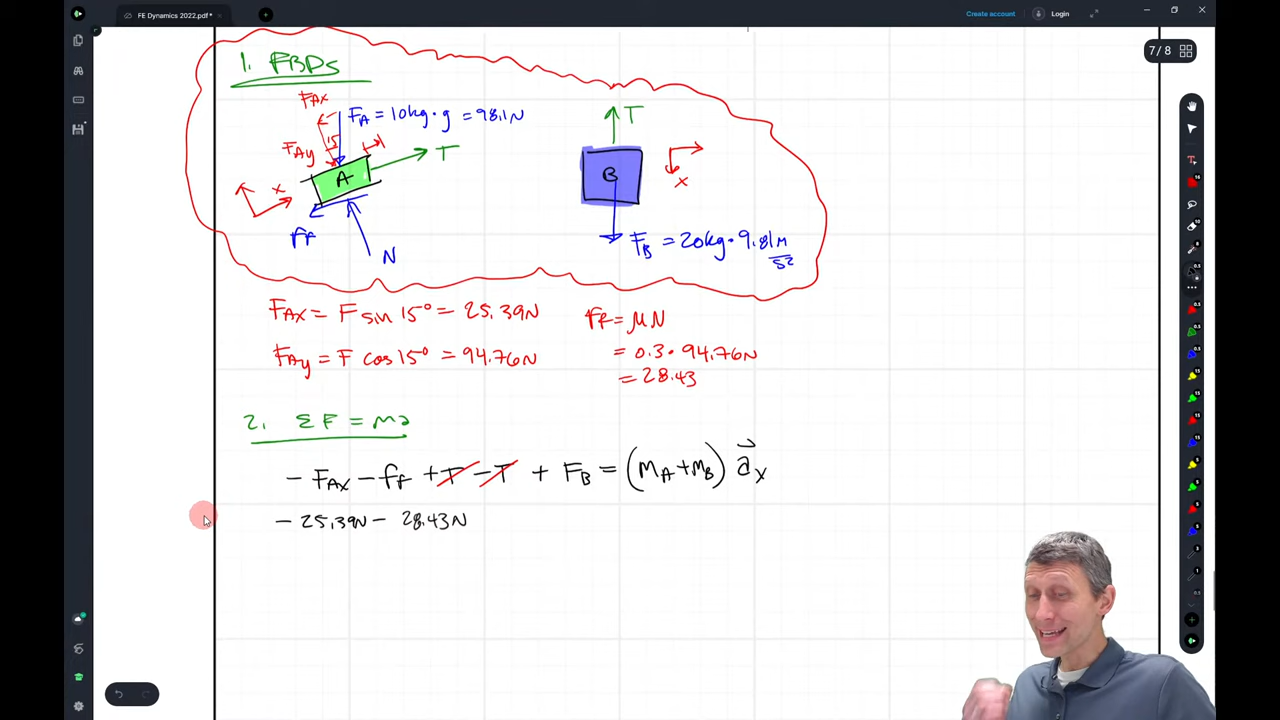 FE Dynamics 2022.pdf*
Create account
Login
7/8
1. FBDs
FAx
FA = 10kg·g = 98.1N
15
FAy
T
A
x
Ff
N
T
B
x
FB = 20kg·9.81 m/s2
FAx = F sin 15° = 25.39N
FAy = F cos 15° = 94.76N
Ff = μN
= 0.3·94.76N
= 28.43
2. ΣF = ma
-FAx - Ff + T - T + FB = (mA+mB) a⃗x
-25.39N - 28.43N